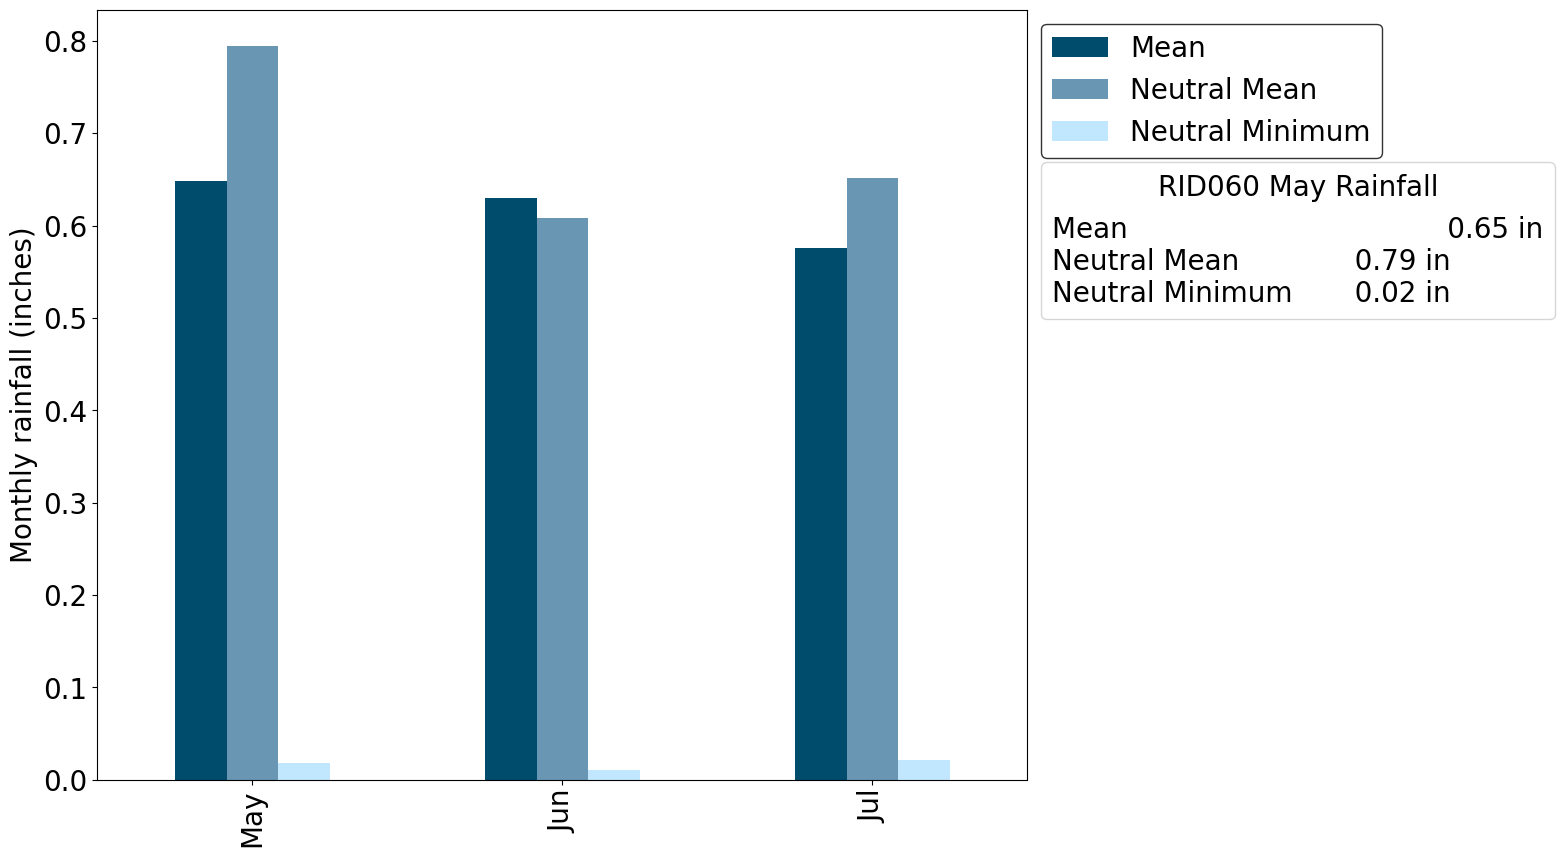 Monthly rainfall (inches)
0.8
0.7
0.6
0.5
0.4
0.3
0.2
0.1
0.0
May
Jun
Jul
Mean
Neutral Mean
Neutral Minimum
RID060 May Rainfall
Mean 0.65 in
Neutral Mean 0.79 in
Neutral Minimum 0.02 in